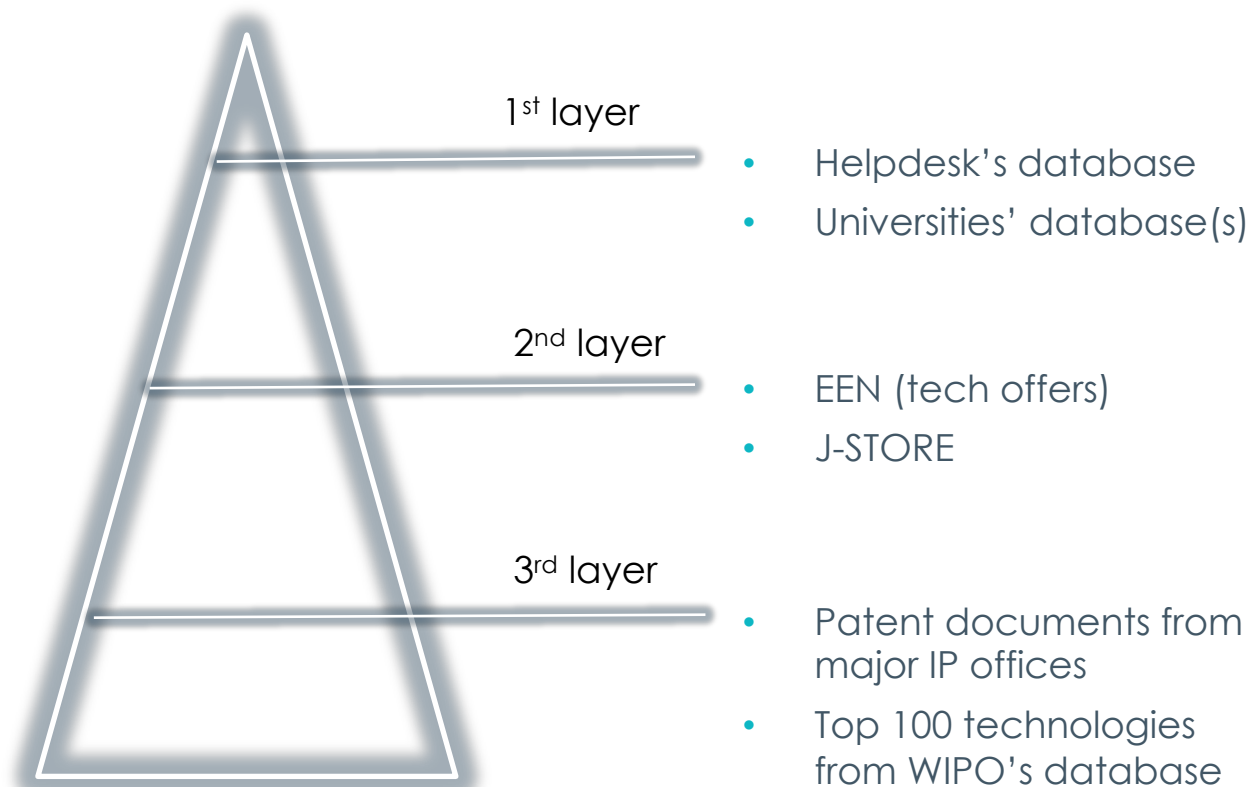 1st layer
• Helpdesk’s database
• Universities’ database(s)
2nd layer
• EEN (tech offers)
• J-STORE
3rd layer
• Patent documents from
major IP offices
• Top 100 technologies
from WIPO’s database